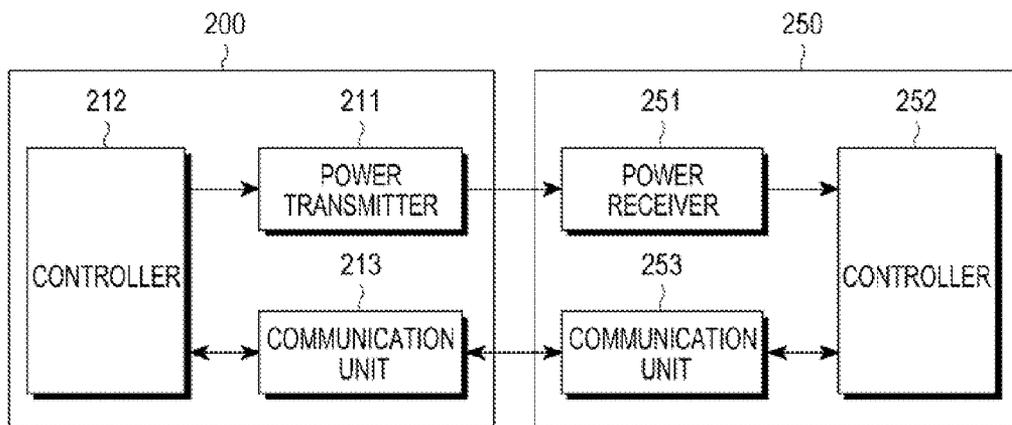 200
250
212
211
251
252
POWER
TRANSMITTER
POWER
RECEIVER
CONTROLLER
213
253
CONTROLLER
COMMUNICATION
UNIT
COMMUNICATION
UNIT